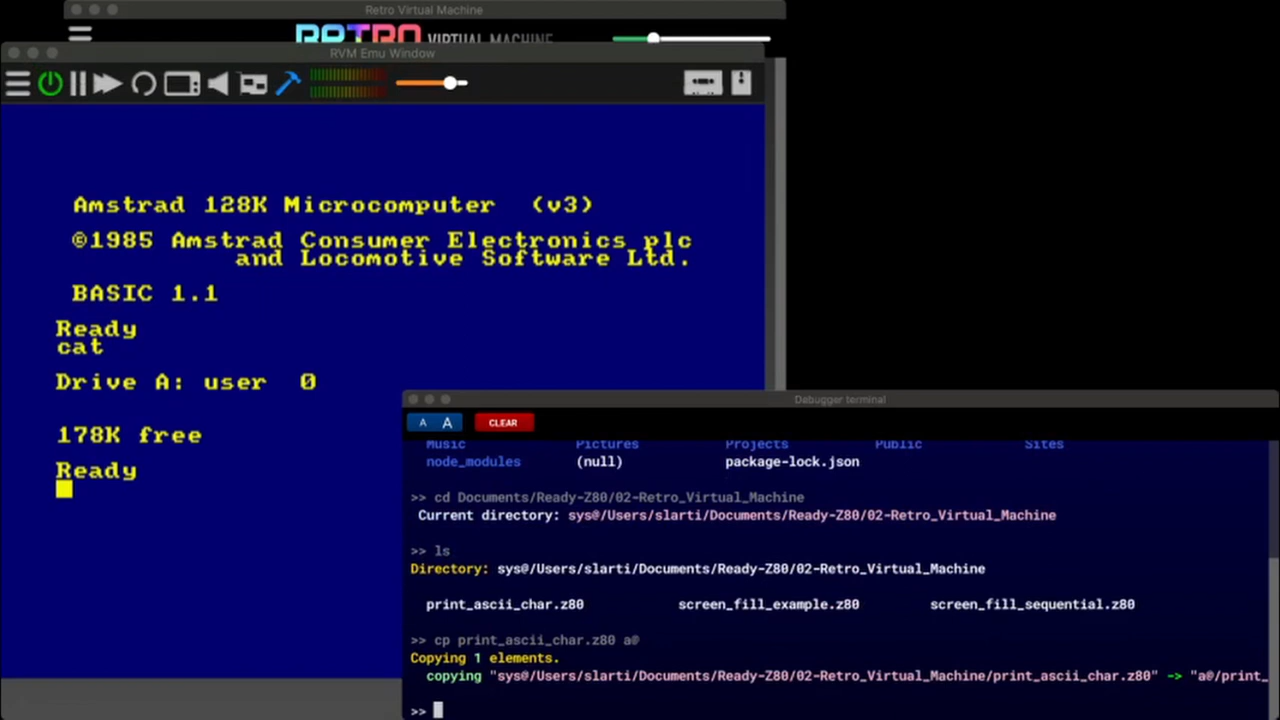 Retro Virtual Machine
RETRO VIRTUAL MACHINE
RVM Emu Window
Amstrad 128K Microcomputer (v3)
©1985 Amstrad Consumer Electronics plc
and Locomotive Software Ltd.
BASIC 1.1
Ready
cat
Drive A: user 0
178K free
Ready
Debugger terminal
A A CLEAR
Music Pictures Projects Public Sites
node_modules (null) package-lock.json
>> cd Documents/Ready-Z80/02-Retro_Virtual_Machine
Current directory: sys@/Users/slarti/Documents/Ready-Z80/02-Retro_Virtual_Machine
>> ls
Directory: sys@/Users/slarti/Documents/Ready-Z80/02-Retro_Virtual_Machine
print_ascii_char.z80 screen_fill_example.z80 screen_fill_sequential.z80
>> cp print_ascii_char.z80 a@
Copying 1 elements.
copying "sys@/Users/slarti/Documents/Ready-Z80/02-Retro_Virtual_Machine/print_ascii_char.z80" -> "a@/print_
>>